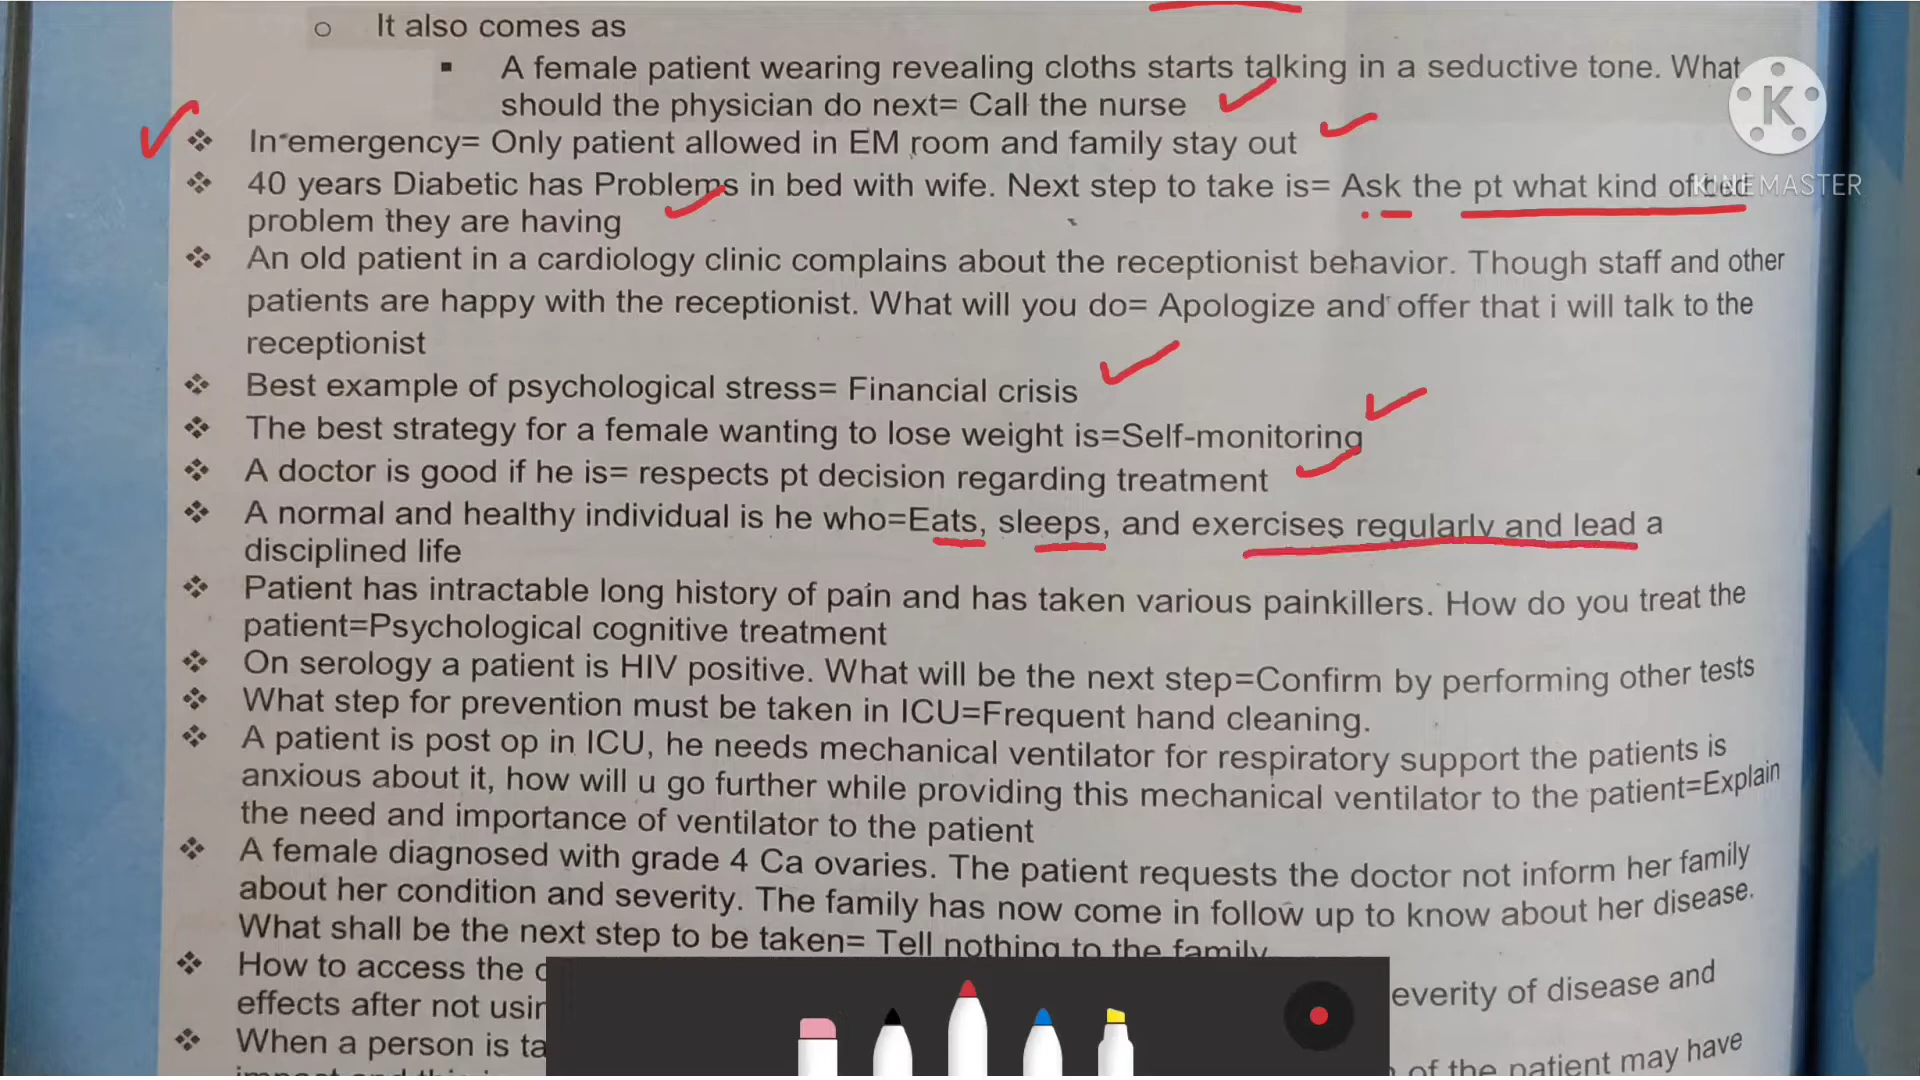 It also comes as
A female patient wearing revealing cloths starts talking in a seductive tone. What
should the physician do next= Call the nurse
In emergency= Only patient allowed in EM room and family stay out
40 years Diabetic has Problems in bed with wife. Next step to take is= Ask the pt what kind of
problem they are having
An old patient in a cardiology clinic complains about the receptionist behavior. Though staff and other
patients are happy with the receptionist. What will you do= Apologize and offer that i will talk to the
receptionist
Best example of psychological stress= Financial crisis
The best strategy for a female wanting to lose weight is=Self-monitoring
A doctor is good if he is= respects pt decision regarding treatment
A normal and healthy individual is he who=Eats, sleeps, and exercises regularly and lead a
disciplined life
Patient has intractable long history of pain and has taken various painkillers. How do you treat the
patient=Psychological cognitive treatment
On serology a patient is HIV positive. What will be the next step=Confirm by performing other tests
What step for prevention must be taken in ICU=Frequent hand cleaning.
A patient is post op in ICU, he needs mechanical ventilator for respiratory support the patients is
anxious about it, how will u go further while providing this mechanical ventilator to the patient=Explain
the need and importance of ventilator to the patient
A female diagnosed with grade 4 Ca ovaries. The patient requests the doctor not inform her family
about her condition and severity. The family has now come in follow up to know about her disease.
What shall be the next step to be taken= Tell nothing to the family
How to access the
everity of disease and
effects after not usin
When a person is ta
of the patient may have
K
KINEMASTER